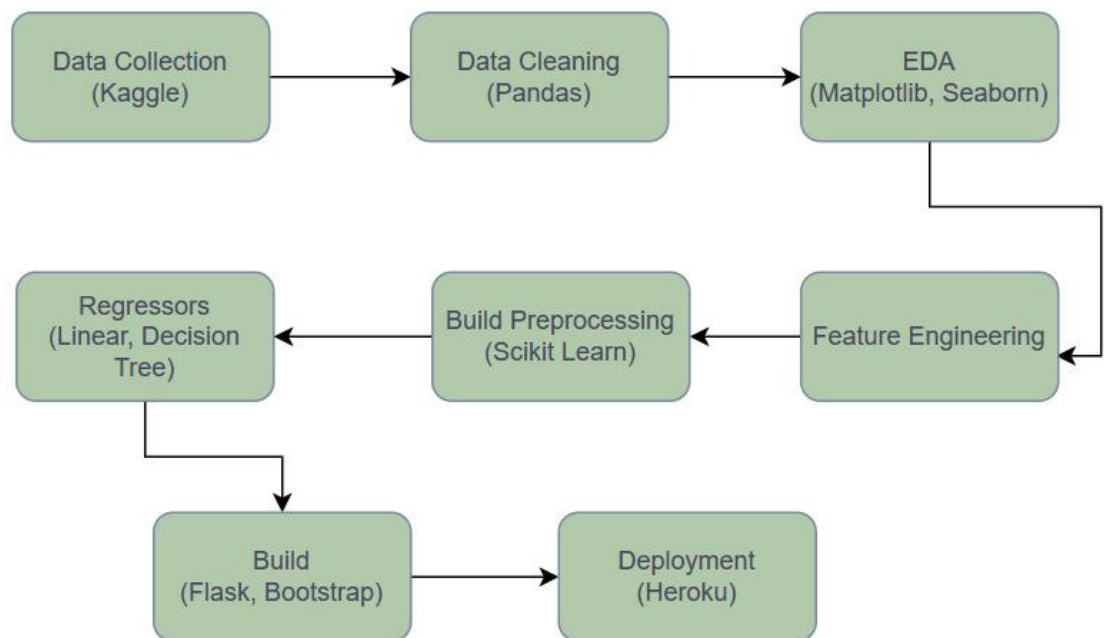 Data Collection
(Kaggle)
Data Cleaning
(Pandas)
EDA
(Matplotlib, Seaborn)
Feature Engineering
Build Preprocessing
(Scikit Learn)
Regressors
(Linear, Decision
Tree)
Build
(Flask, Bootstrap)
Deployment
(Heroku)